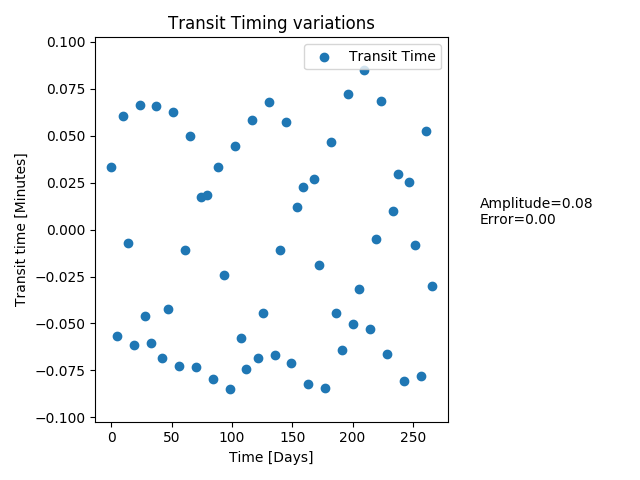 Transit Timing variations
Transit Time
0.100
0.075
0.050
0.025
0.000
−0.025
−0.050
−0.075
−0.100
Transit time [Minutes]
0 50 100 150 200 250
Time [Days]
Amplitude=0.08
Error=0.00